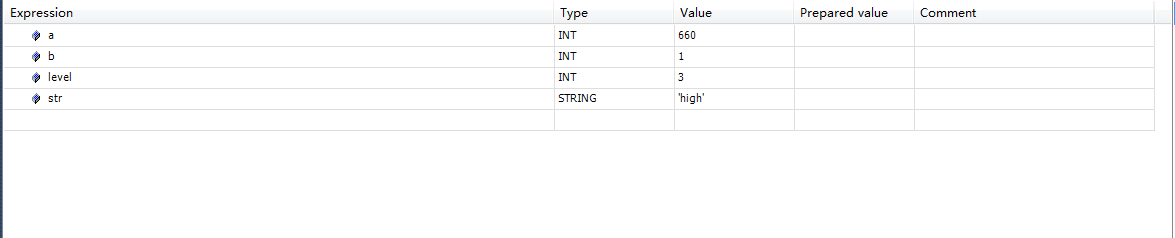 Expression Type Value Prepared value Comment
a INT 660
b INT 1
level INT 3
str STRING 'high'